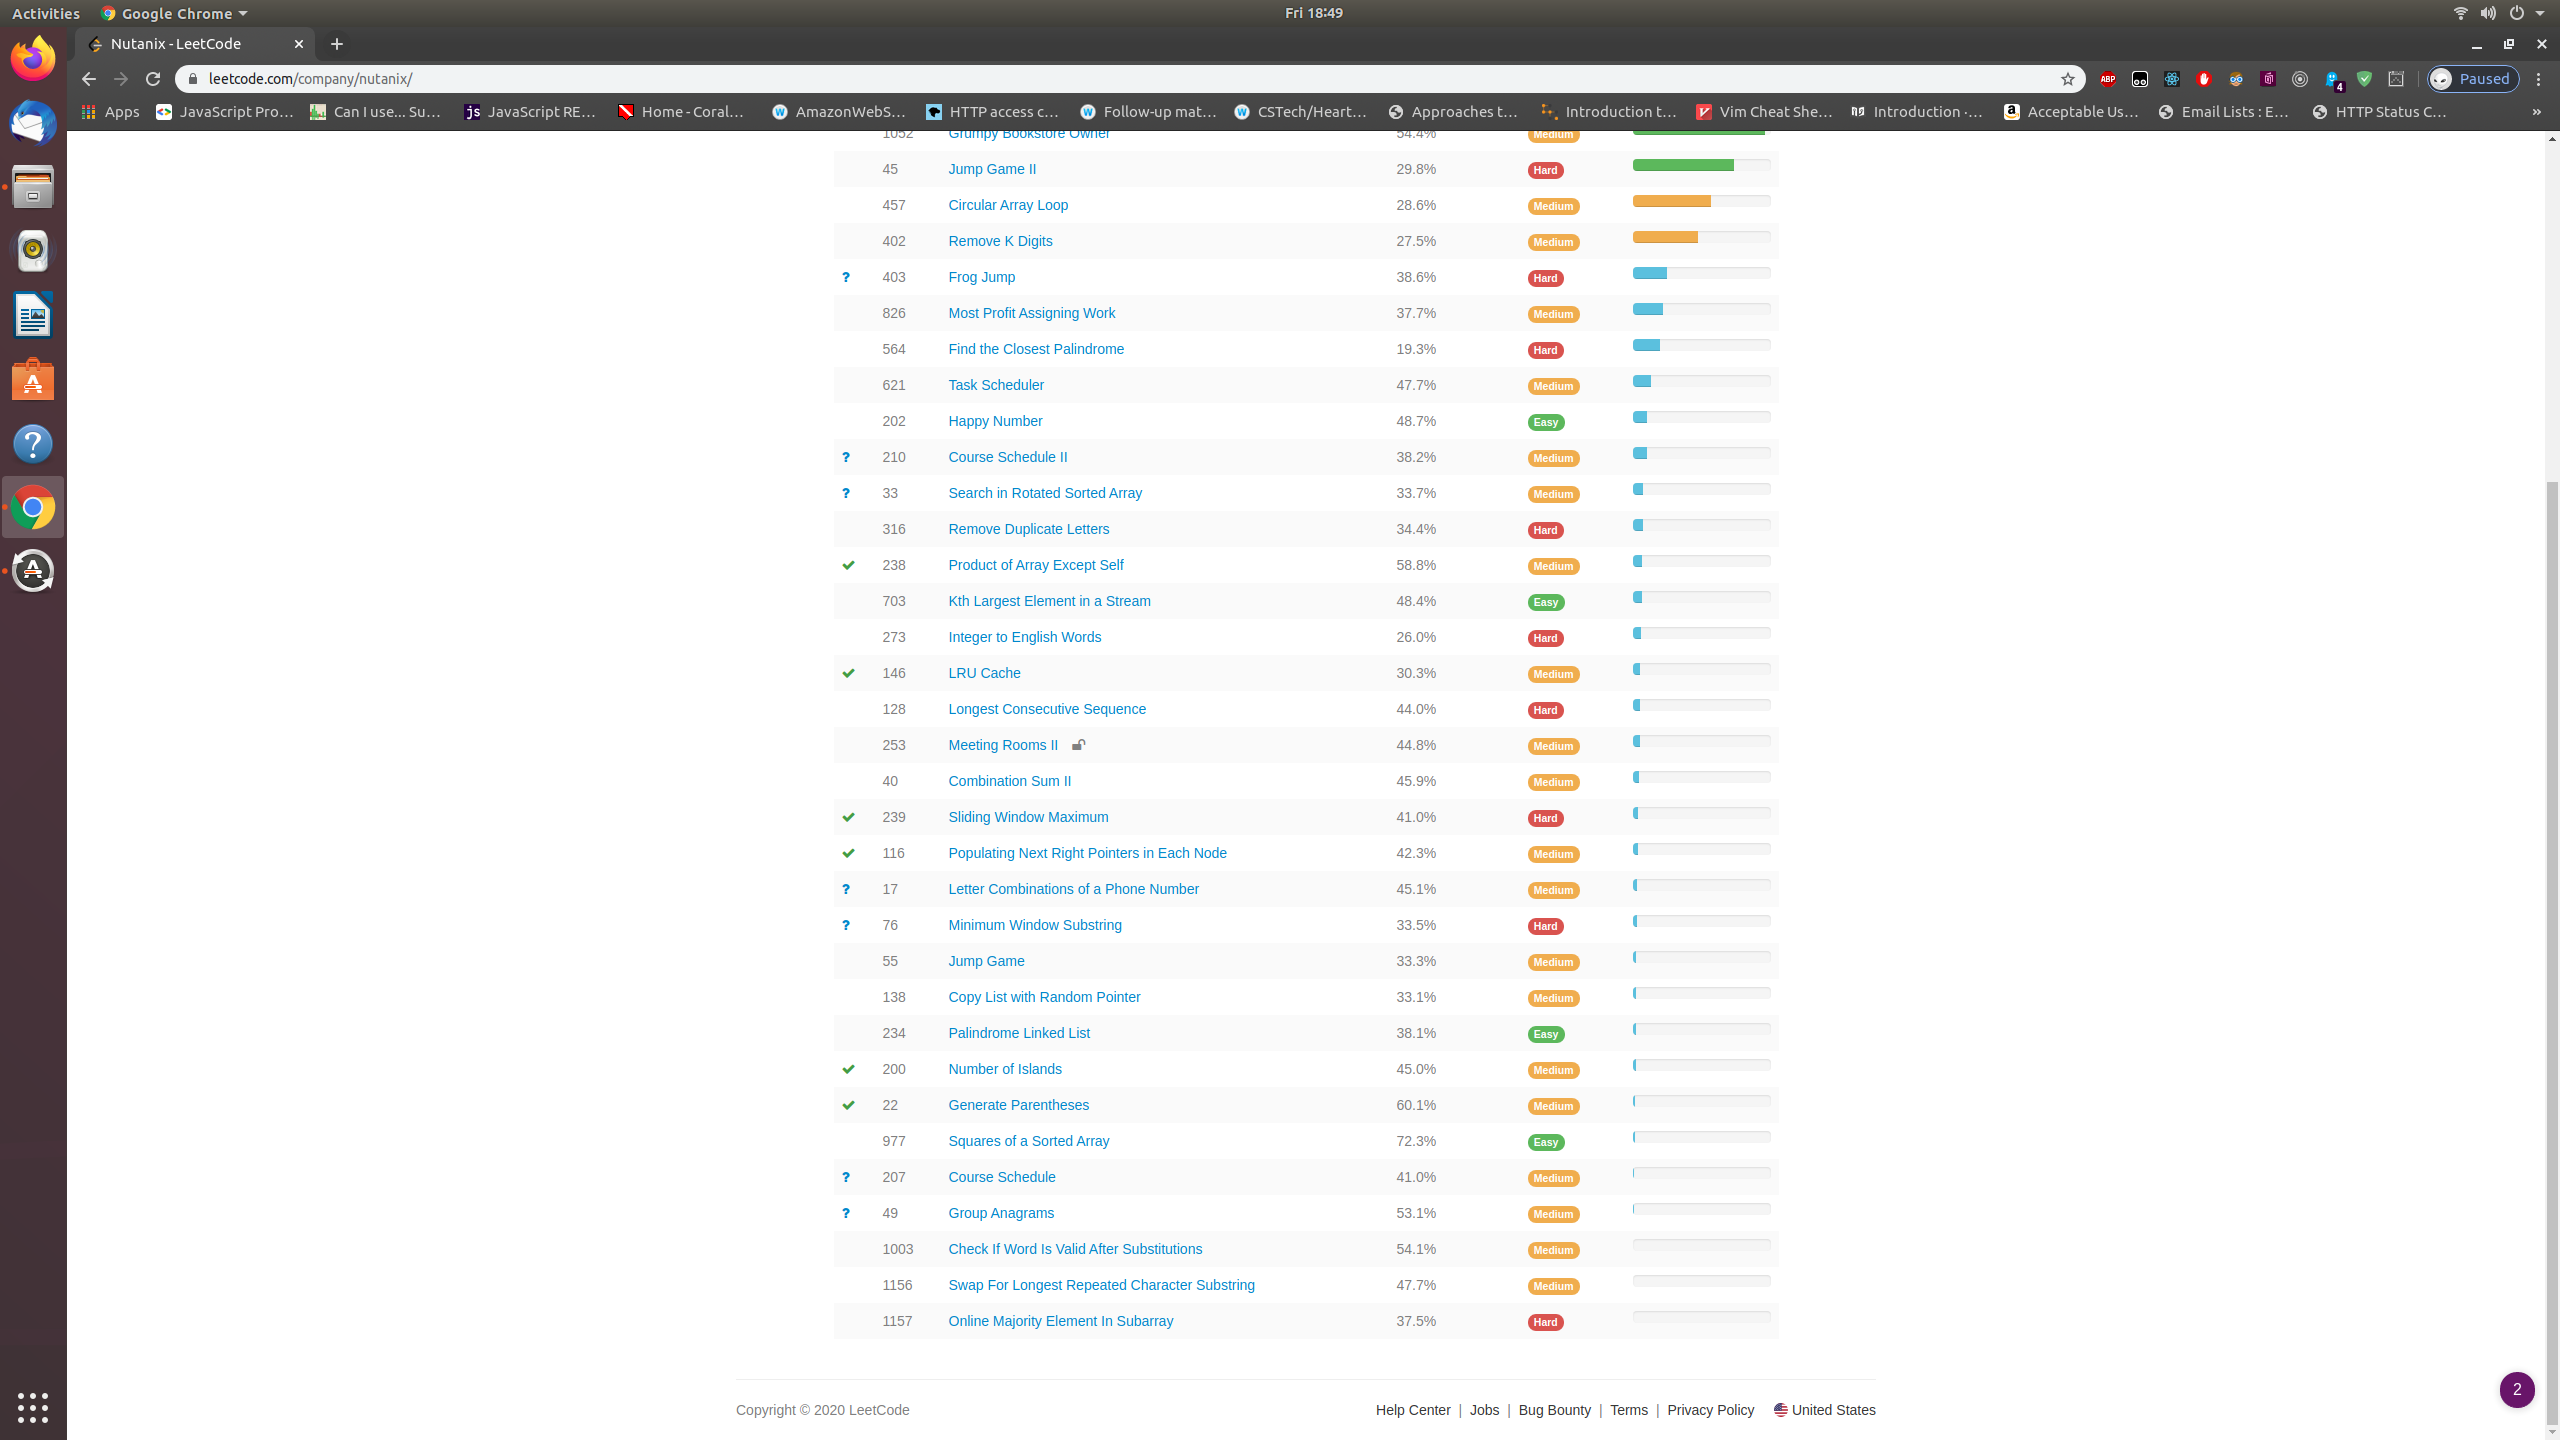 Activities Google Chrome Fri 18:49
Nutanix - LeetCode
leetcode.com/company/nutanix/ ABP 4 Paused
Apps JavaScript Pro… Can I use... Su… js JavaScript RE… Home - Coral… AmazonWebS… HTTP access c… Follow-up mat… CSTech/Heart… Approaches t… Introduction t… Vim Cheat She… Introduction ·… Acceptable Us… Email Lists : E… HTTP Status C… »
1052 Grumpy Bookstore Owner 54.4% Medium
45 Jump Game II 29.8% Hard
457 Circular Array Loop 28.6% Medium
402 Remove K Digits 27.5% Medium
? 403 Frog Jump 38.6% Hard
826 Most Profit Assigning Work 37.7% Medium
564 Find the Closest Palindrome 19.3% Hard
621 Task Scheduler 47.7% Medium
202 Happy Number 48.7% Easy
? 210 Course Schedule II 38.2% Medium
? 33 Search in Rotated Sorted Array 33.7% Medium
316 Remove Duplicate Letters 34.4% Hard
238 Product of Array Except Self 58.8% Medium
703 Kth Largest Element in a Stream 48.4% Easy
273 Integer to English Words 26.0% Hard
146 LRU Cache 30.3% Medium
128 Longest Consecutive Sequence 44.0% Hard
253 Meeting Rooms II 44.8% Medium
40 Combination Sum II 45.9% Medium
239 Sliding Window Maximum 41.0% Hard
116 Populating Next Right Pointers in Each Node 42.3% Medium
? 17 Letter Combinations of a Phone Number 45.1% Medium
? 76 Minimum Window Substring 33.5% Hard
55 Jump Game 33.3% Medium
138 Copy List with Random Pointer 33.1% Medium
234 Palindrome Linked List 38.1% Easy
200 Number of Islands 45.0% Medium
22 Generate Parentheses 60.1% Medium
977 Squares of a Sorted Array 72.3% Easy
? 207 Course Schedule 41.0% Medium
? 49 Group Anagrams 53.1% Medium
1003 Check If Word Is Valid After Substitutions 54.1% Medium
1156 Swap For Longest Repeated Character Substring 47.7% Medium
1157 Online Majority Element In Subarray 37.5% Hard
2
Copyright © 2020 LeetCode Help Center | Jobs | Bug Bounty | Terms | Privacy Policy United States